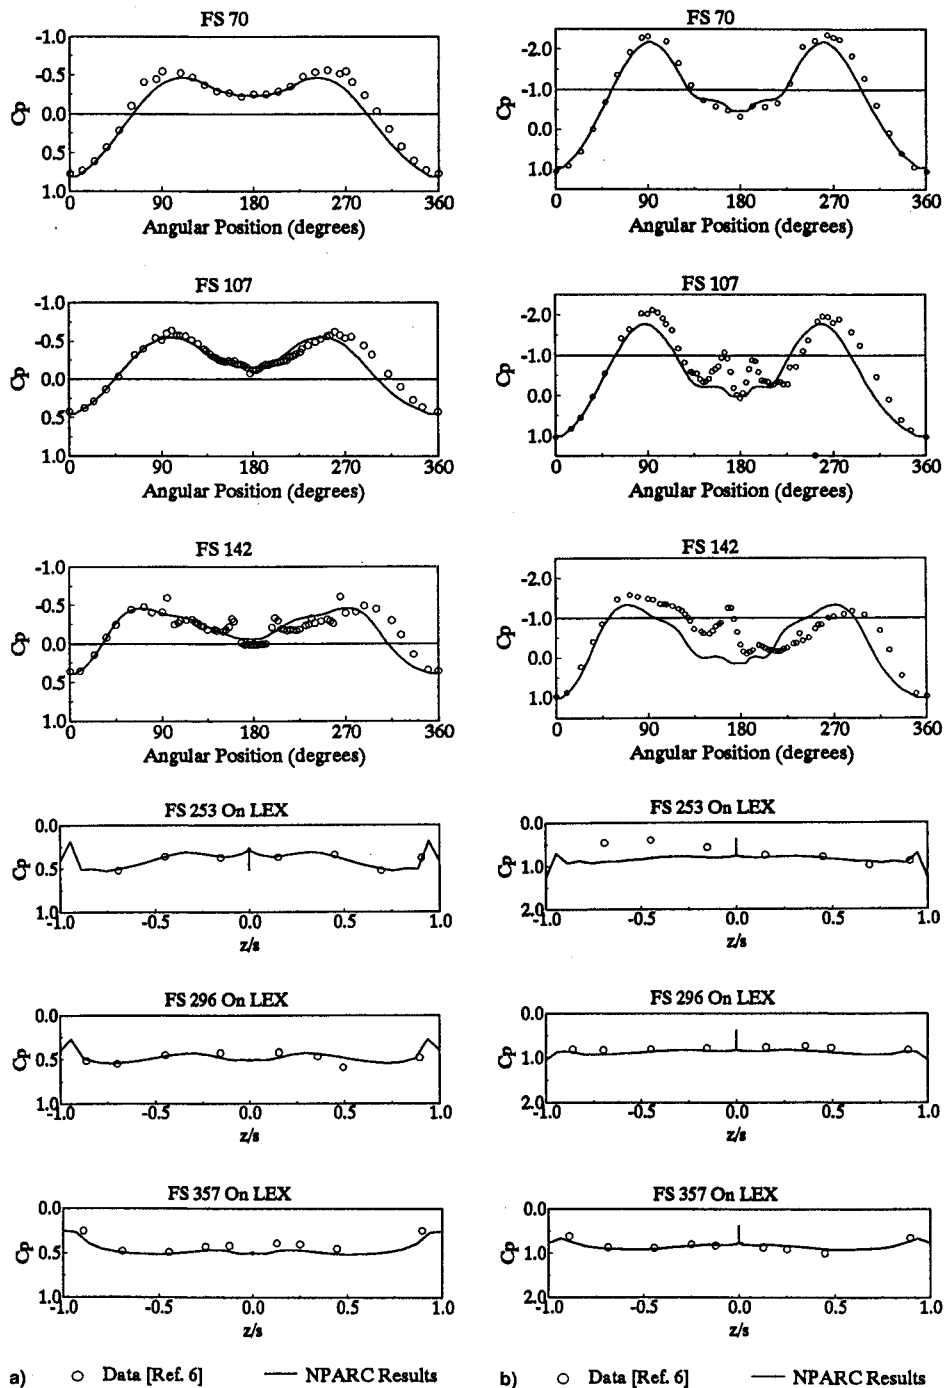 FS 70
-1.0
-0.5
0.0
0.5
1.0
Cp
0 90 180 270 360
Angular Position (degrees)
FS 107
-1.0
-0.5
0.0
0.5
1.0
Cp
0 90 180 270 360
Angular Position (degrees)
FS 142
-1.0
-0.5
0.0
0.5
1.0
Cp
0 90 180 270 360
Angular Position (degrees)
FS 253 On LEX
0.0
0.5
1.0
Cp
-1.0 -0.5 0.0 0.5 1.0
z/s
FS 296 On LEX
0.0
0.5
1.0
Cp
-1.0 -0.5 0.0 0.5 1.0
z/s
FS 357 On LEX
0.0
0.5
1.0
Cp
-1.0 -0.5 0.0 0.5 1.0
z/s
a) Data [Ref. 6] NPARC Results
FS 70
-2.0
-1.0
0.0
1.0
Cp
0 90 180 270 360
Angular Position (degrees)
FS 107
-2.0
-1.0
0.0
1.0
Cp
0 90 180 270 360
Angular Position (degrees)
FS 142
-2.0
-1.0
0.0
1.0
Cp
0 90 180 270 360
Angular Position (degrees)
FS 253 On LEX
0.0
1.0
2.0
Cp
-1.0 -0.5 0.0 0.5 1.0
z/s
FS 296 On LEX
0.0
1.0
2.0
Cp
-1.0 -0.5 0.0 0.5 1.0
z/s
FS 357 On LEX
0.0
1.0
2.0
Cp
-1.0 -0.5 0.0 0.5 1.0
z/s
b) Data [Ref. 6] NPARC Results